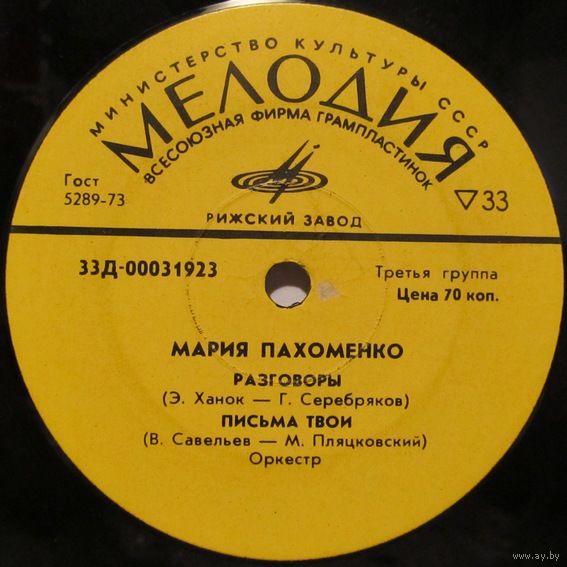 МИНИСТЕРСТВО КУЛЬТУРЫ СССР
МЕЛОДИЯ
ВСЕСОЮЗНАЯ ФИРМА ГРАМПЛАСТИНОК
Гост
5289-73
▽33
РИЖСКИЙ ЗАВОД
33Д-00031923
Третья группа
Цена 70 коп.
МАРИЯ ПАХОМЕНКО
РАЗГОВОРЫ
(Э. Ханок — Г. Серебряков)
ПИСЬМА ТВОИ
(В. Савельев — М. Пляцковский)
Оркестр
www.ay.by